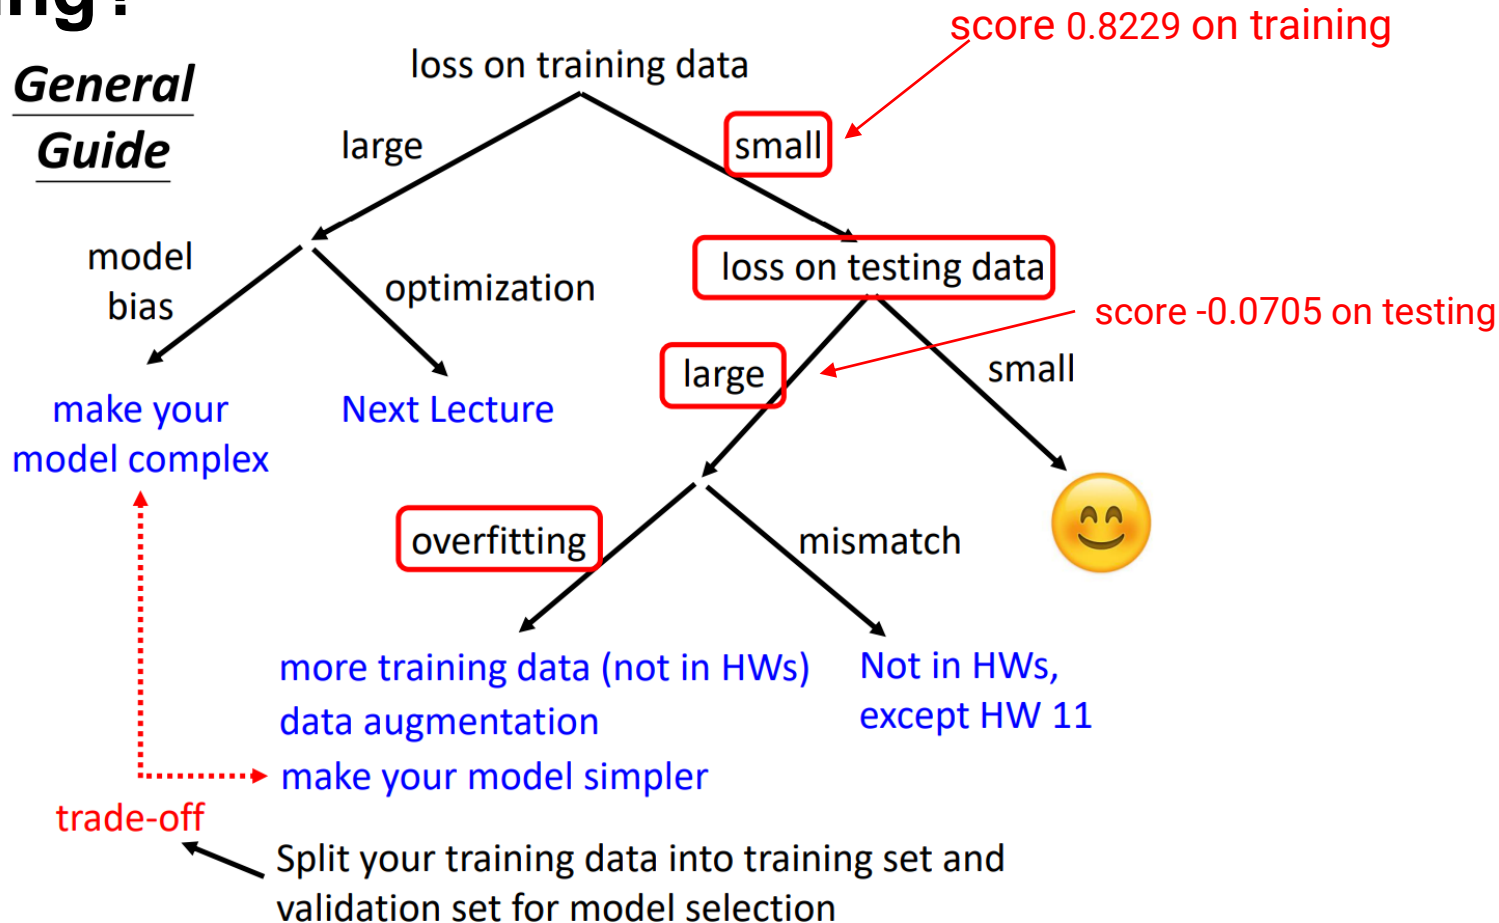 score 0.8229 on training
General
Guide
loss on training data
large
small
model
bias
optimization
loss on testing data
score -0.0705 on testing
large
small
make your
model complex
Next Lecture
overfitting
mismatch
more training data (not in HWs)
data augmentation
make your model simpler
Not in HWs,
except HW 11
trade-off
Split your training data into training set and
validation set for model selection